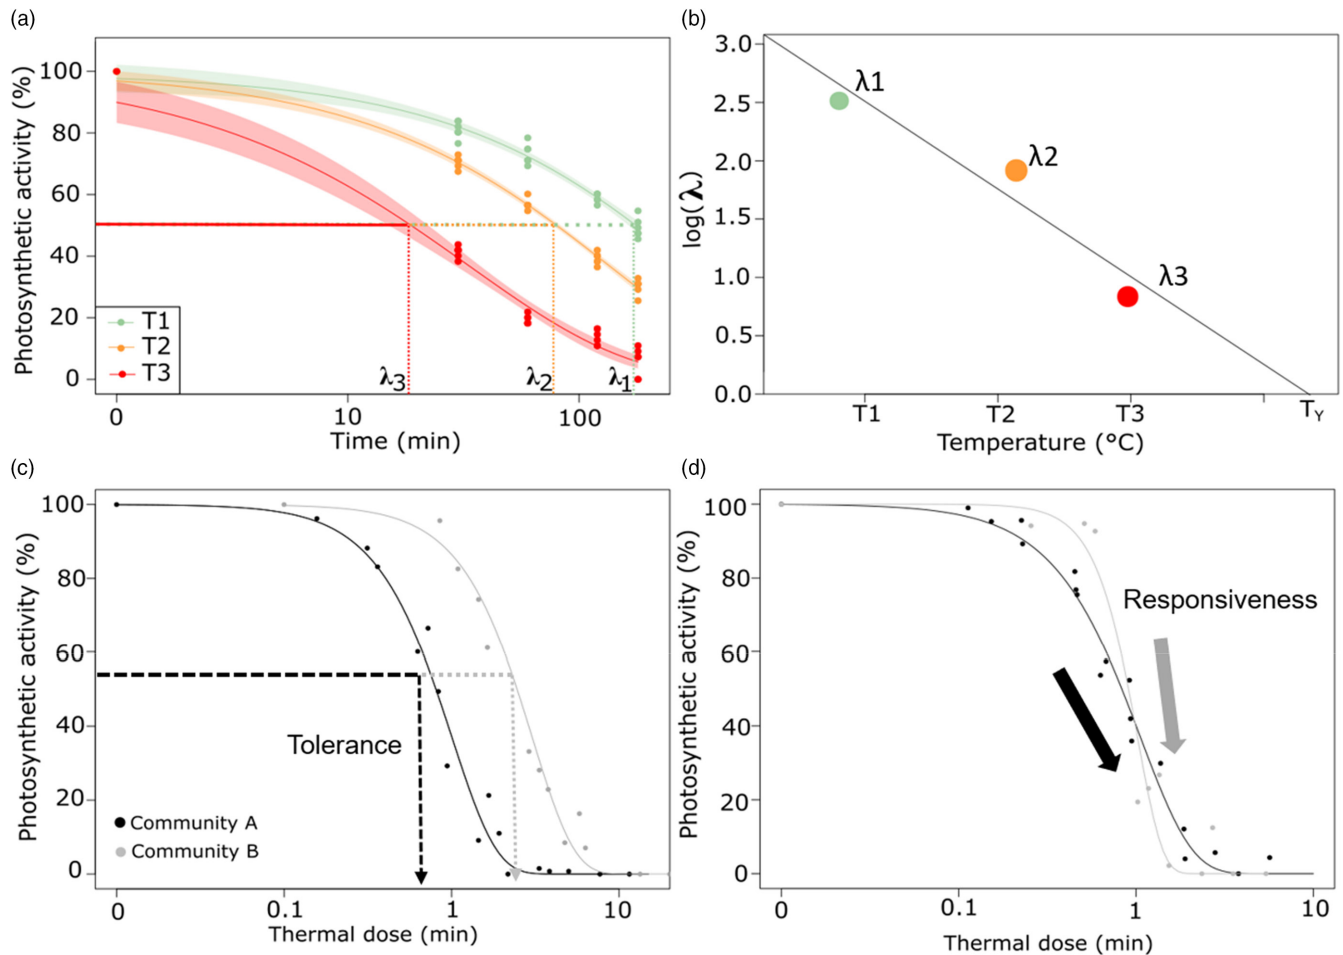 (a)
Photosynthetic activity (%)
100
80
60
40
20
0
T1
T2
T3
λ3
λ2
λ1
0
10
100
Time (min)
(b)
log(λ)
3.0
2.5
2.0
1.5
1.0
0.5
0.0
λ1
λ2
λ3
T1
T2
T3
TY
Temperature (°C)
(c)
Photosynthetic activity (%)
100
80
60
40
20
0
Tolerance
Community A
Community B
0
0.1
1
10
Thermal dose (min)
(d)
Photosynthetic activity (%)
100
80
60
40
20
0
Responsiveness
0
0.1
1
10
Thermal dose (min)